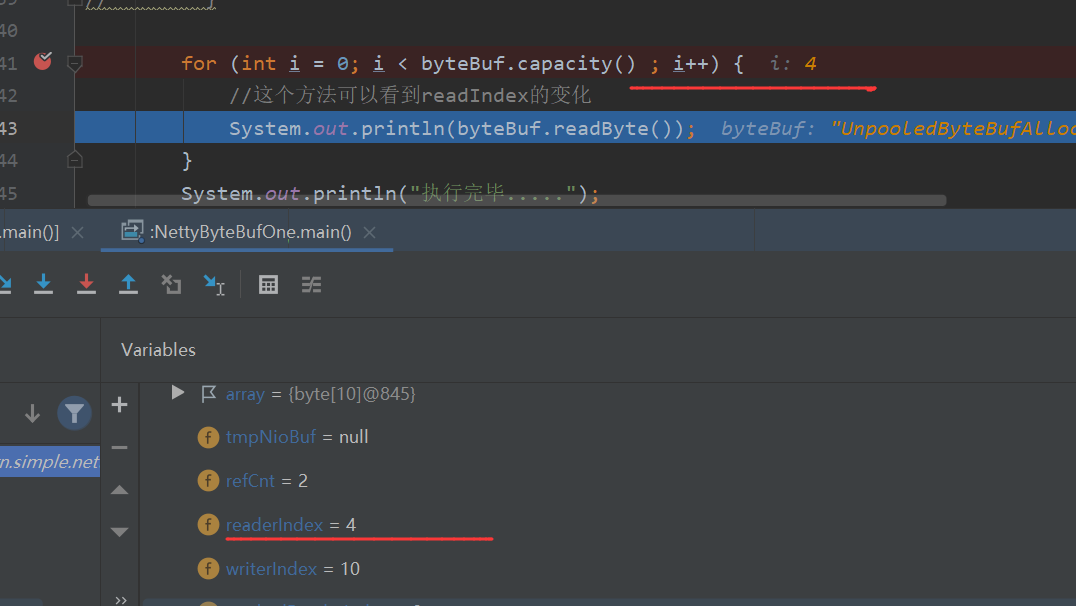 //               }
40
41 for (int i = 0; i < byteBuf.capacity() ; i++) {  i: 4
42 //这个方法可以看到readIndex的变化
43 System.out.println(byteBuf.readByte());  byteBuf: "UnpooledByteBufAlloc
44 }
45 System.out.println("执行完毕.....");
.main()] :NettyByteBufOne.main()
Variables
array = {byte[10]@845}
tmpNioBuf = null
n.simple.net
refCnt = 2
readerIndex = 4
writerIndex = 10